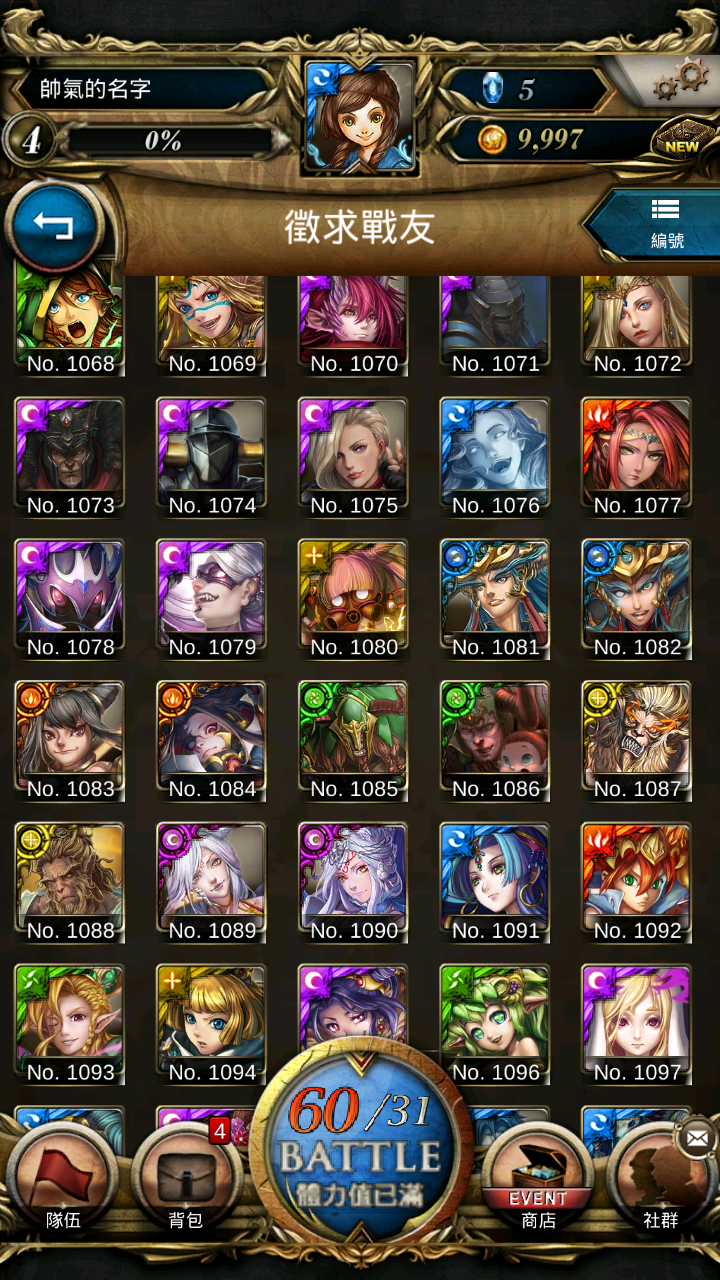 帥氣的名字
5
4
0%
9,997
NEW
徵求戰友
編號
No. 1068
No. 1069
No. 1070
No. 1071
No. 1072
No. 1073
No. 1074
No. 1075
No. 1076
No. 1077
No. 1078
No. 1079
No. 1080
No. 1081
No. 1082
No. 1083
No. 1084
No. 1085
No. 1086
No. 1087
No. 1088
No. 1089
No. 1090
No. 1091
No. 1092
No. 1093
No. 1094
No. 1096
No. 1097
60/31
4
BATTLE
體力值已滿
EVENT
隊伍
背包
商店
社群